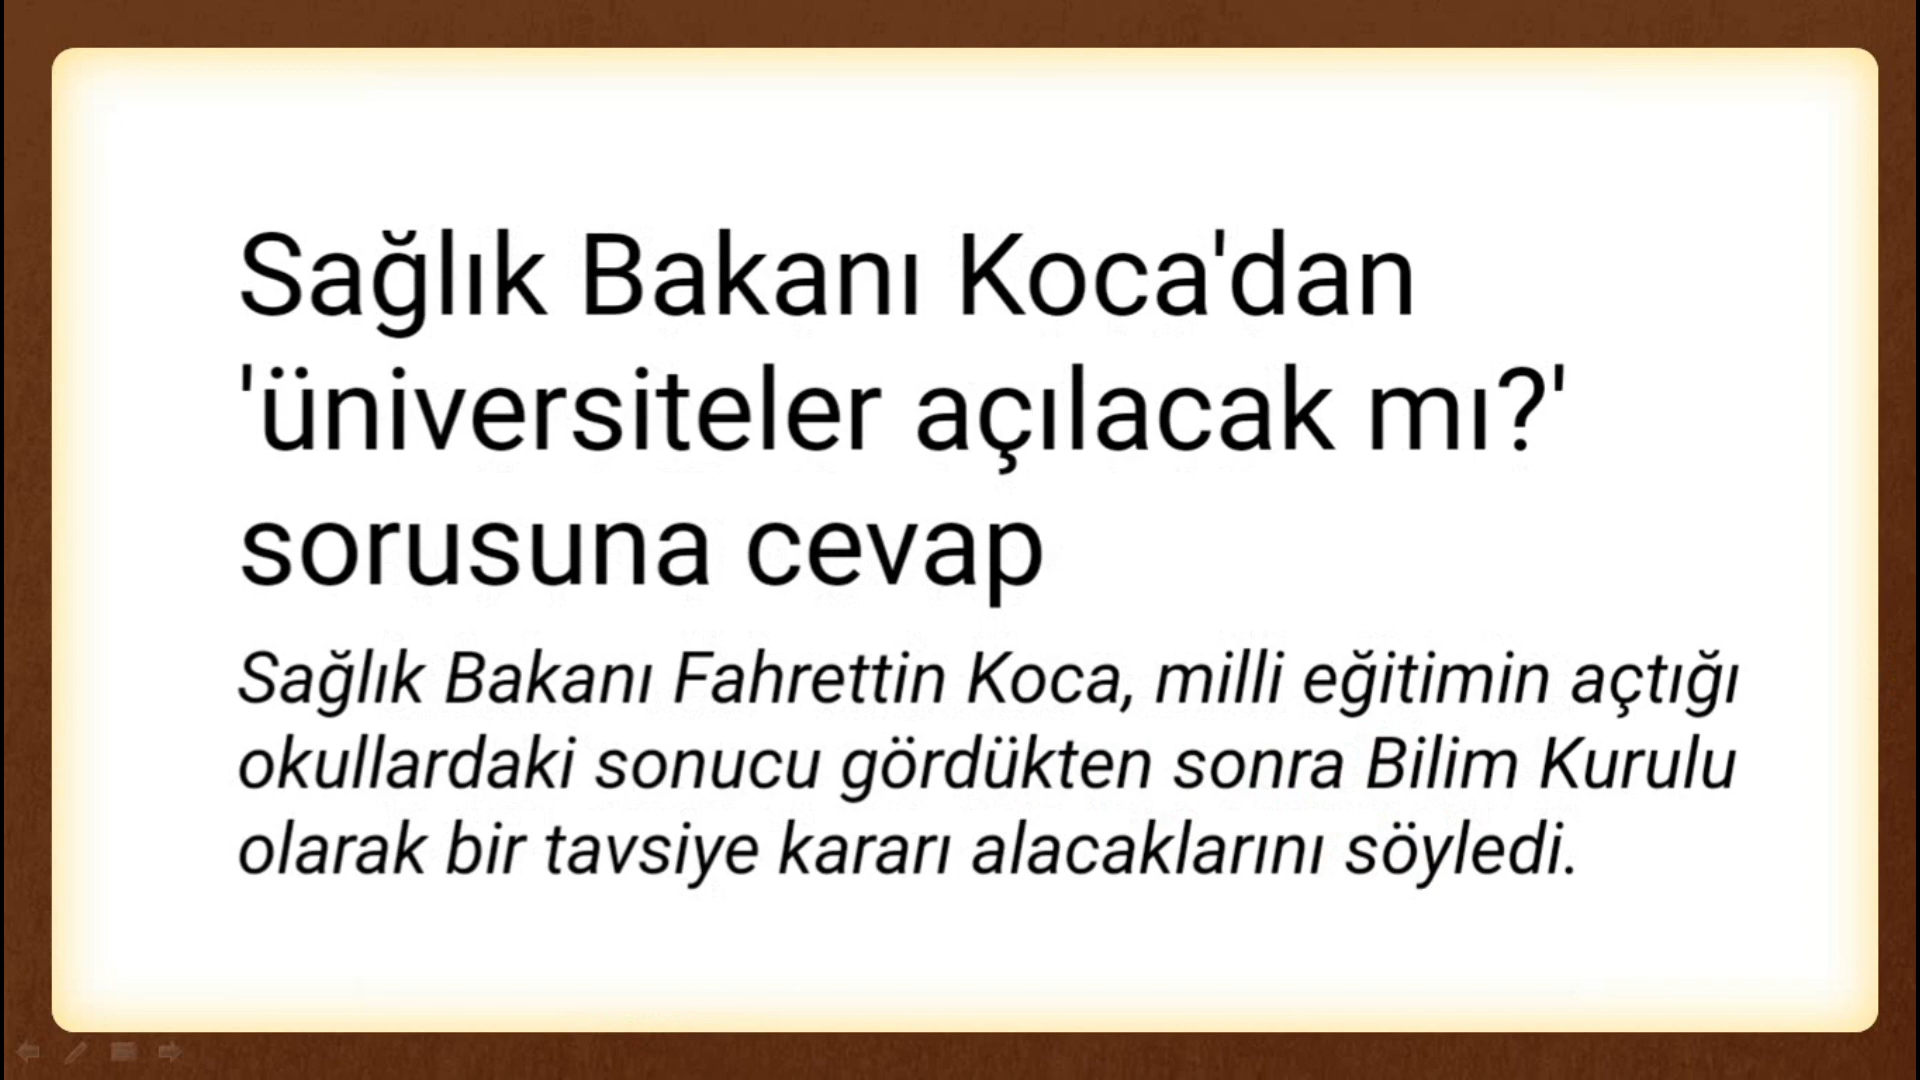 Sağlık Bakanı Koca'dan
'üniversiteler açılacak mı?'
sorusuna cevap
Sağlık Bakanı Fahrettin Koca, milli eğitimin açtığı
okullardaki sonucu gördükten sonra Bilim Kurulu
olarak bir tavsiye kararı alacaklarını söyledi.